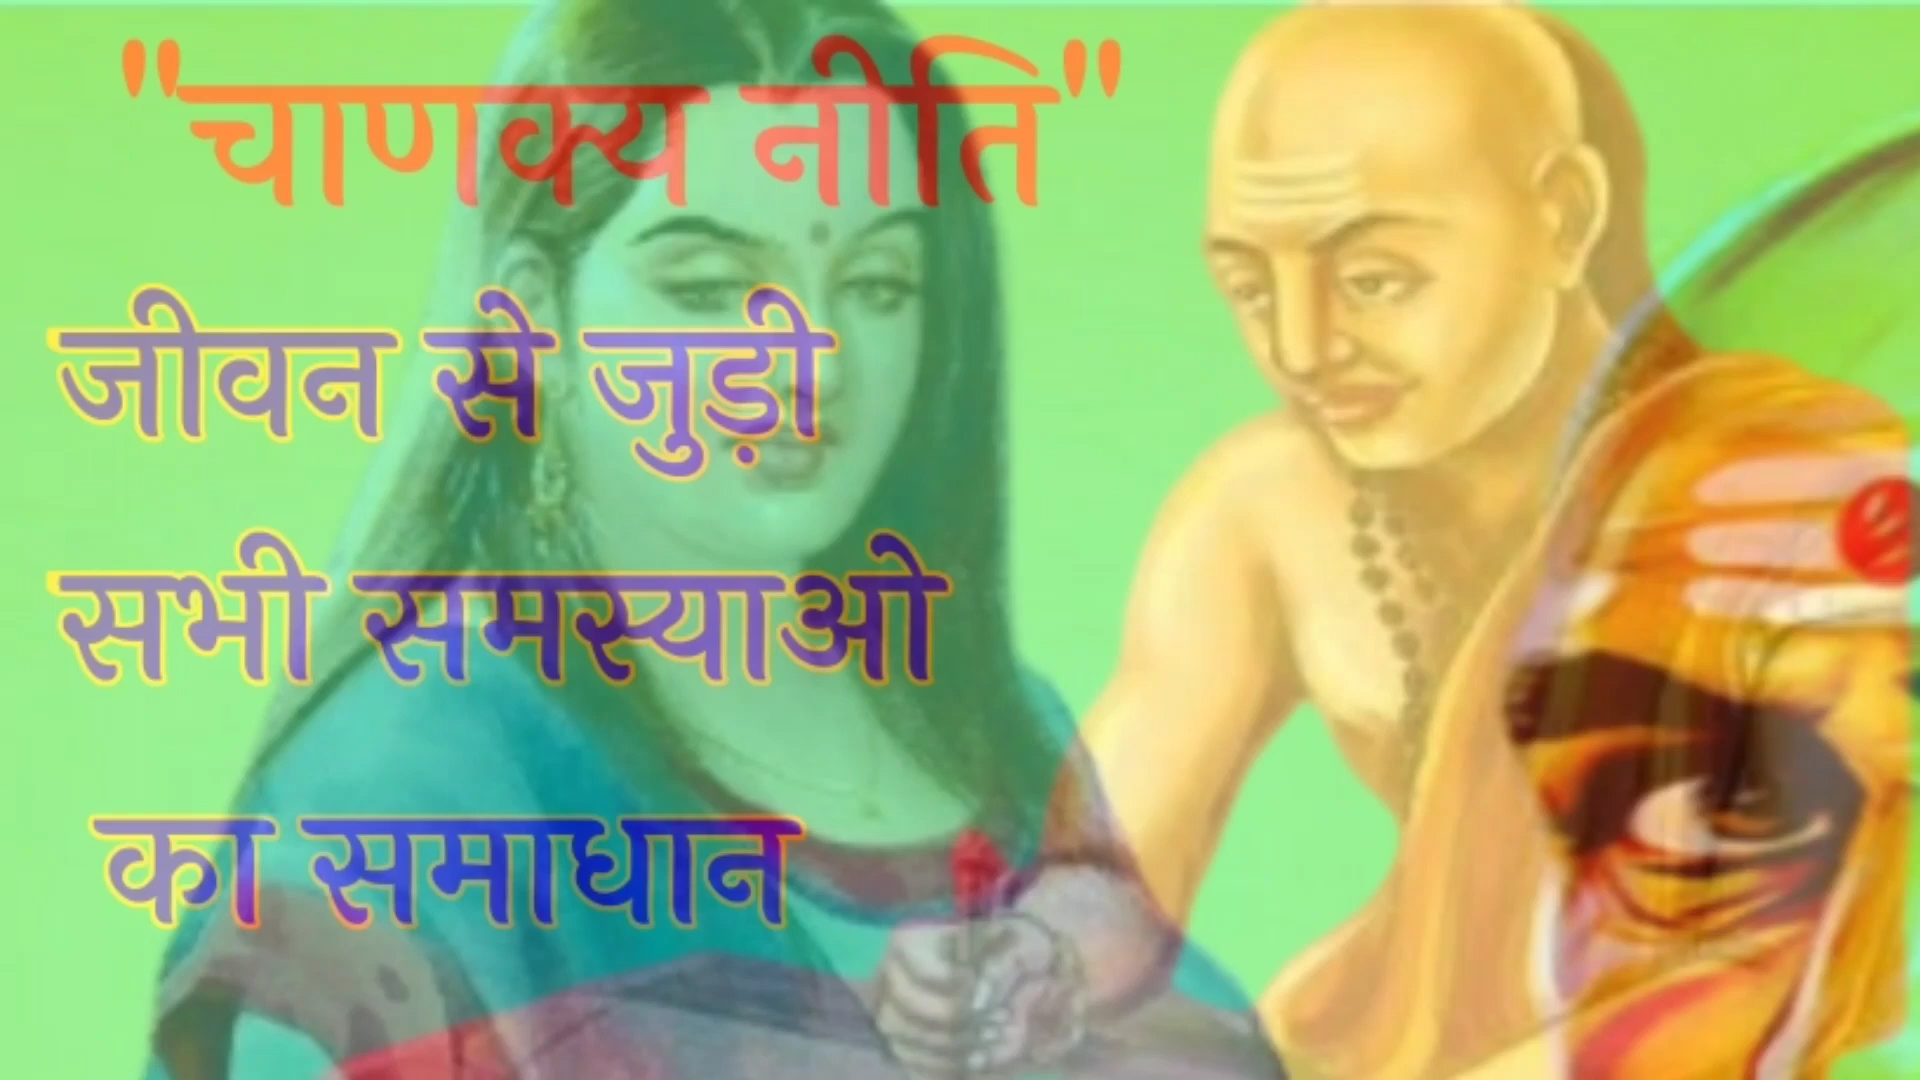 "चाणक्य नीति"
जीवन से जुड़ी
सभी समस्याओ
का समाधान